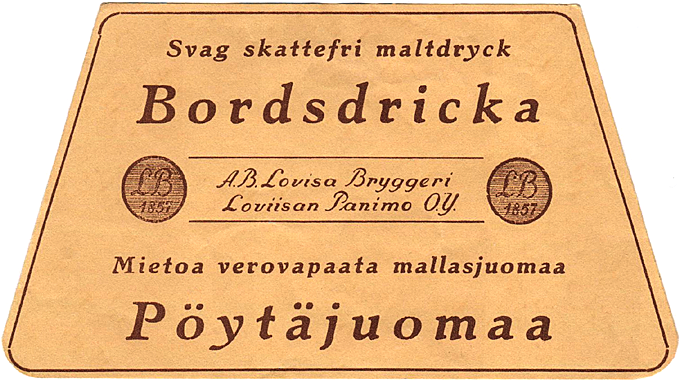 Svag skattefri maltdryck
Bordsdricka
LB
1857
A.B. Lovisa Bryggeri
Loviisan Panimo O.Y.
LB
1857
Mietoa verovapaata mallasjuomaa
Pöytäjuomaa